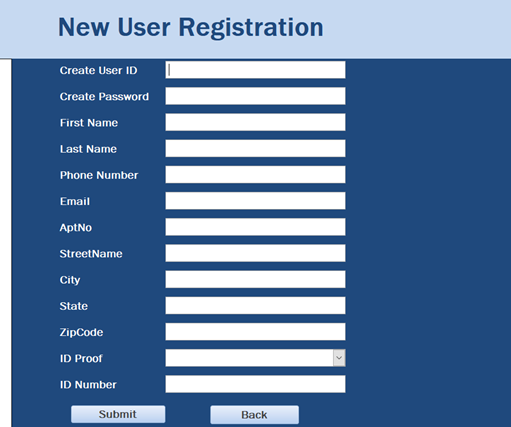 New User Registration
Create User ID
Create Password
First Name
Last Name
Phone Number
Email
AptNo
StreetName
City
State
ZipCode
ID Proof
ID Number
Submit Back